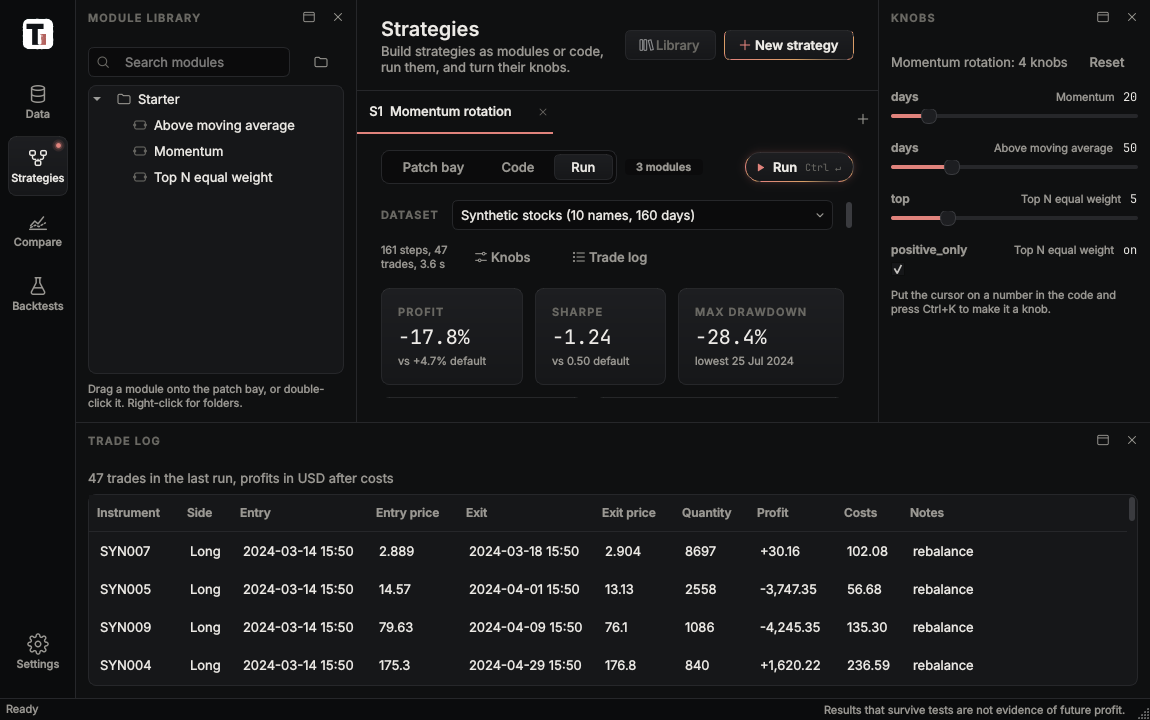 MODULE LIBRARY
Search modules
Starter
Above moving average
Momentum
Top N equal weight
Drag a module onto the patch bay, or double-
click it. Right-click for folders.
Data
Strategies
Compare
Backtests
Settings
Strategies
Build strategies as modules or code,
run them, and turn their knobs.
Library
+ New strategy
S1 Momentum rotation
Patch bay Code Run
3 modules
Run Ctrl ↵
DATASET Synthetic stocks (10 names, 160 days)
161 steps, 47
trades, 3.6 s
Knobs
Trade log
PROFIT
-17.8%
vs +4.7% default
SHARPE
-1.24
vs 0.50 default
MAX DRAWDOWN
-28.4%
lowest 25 Jul 2024
KNOBS
Momentum rotation: 4 knobs Reset
days Momentum 20
days Above moving average 50
top Top N equal weight 5
positive_only Top N equal weight on
Put the cursor on a number in the code and
press Ctrl+K to make it a knob.
TRADE LOG
47 trades in the last run, profits in USD after costs
Instrument Side Entry Entry price Exit Exit price Quantity Profit Costs Notes
SYN007 Long 2024-03-14 15:50 2.889 2024-03-18 15:50 2.904 8697 +30.16 102.08 rebalance
SYN005 Long 2024-03-14 15:50 14.57 2024-04-01 15:50 13.13 2558 -3,747.35 56.68 rebalance
SYN009 Long 2024-03-14 15:50 79.63 2024-04-09 15:50 76.1 1086 -4,245.35 135.30 rebalance
SYN004 Long 2024-03-14 15:50 175.3 2024-04-29 15:50 176.8 840 +1,620.22 236.59 rebalance
Ready
Results that survive tests are not evidence of future profit.